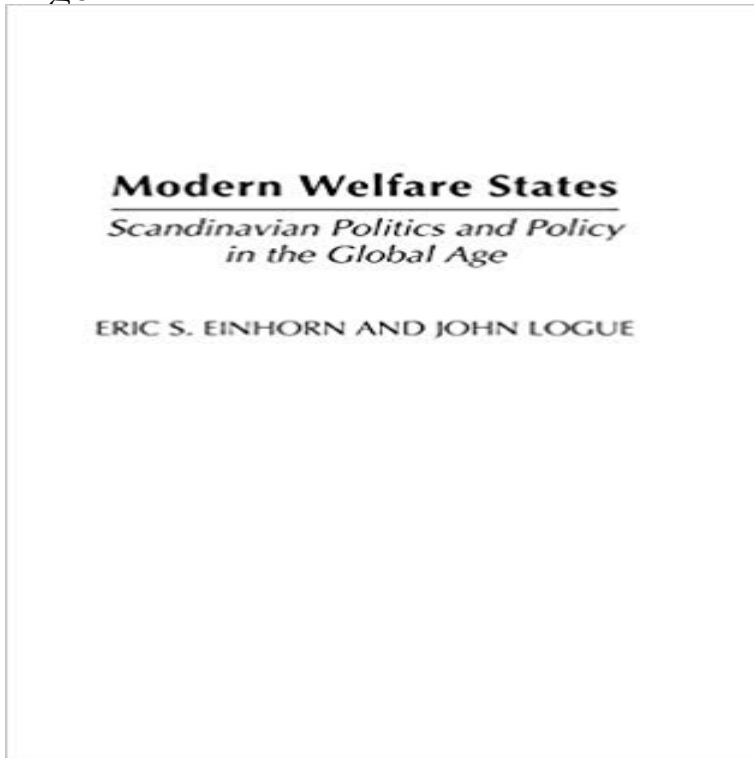 Modern Welfare States
Scandinavian Politics and Policy
in the Global Age
ERIC S. EINHORN AND JOHN LOGUE